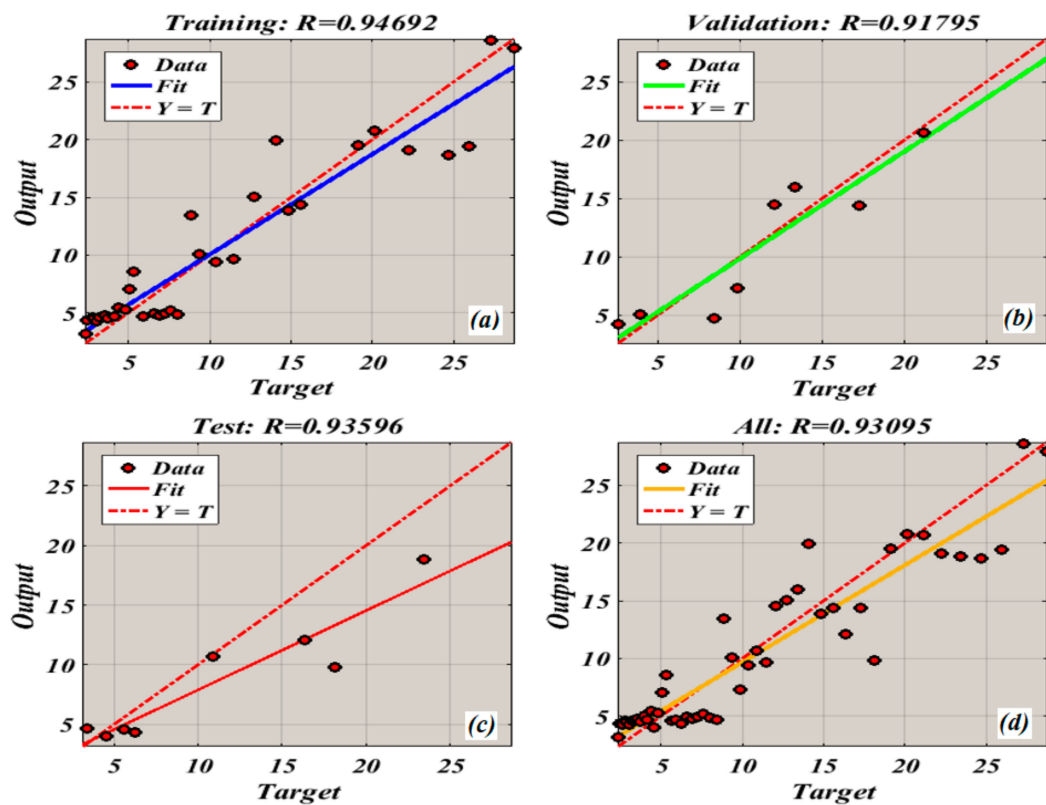 Training: R=0.94692
Data
Fit
Y = T
25
20
15
10
5
Output
(a)
5 10 15 20 25
Target
Validation: R=0.91795
Data
Fit
Y = T
25
20
15
10
5
Output
(b)
5 10 15 20 25
Target
Test: R=0.93596
Data
Fit
Y = T
25
20
15
10
5
Output
(c)
5 10 15 20 25
Target
All: R=0.93095
Data
Fit
Y = T
25
20
15
10
5
Output
(d)
5 10 15 20 25
Target